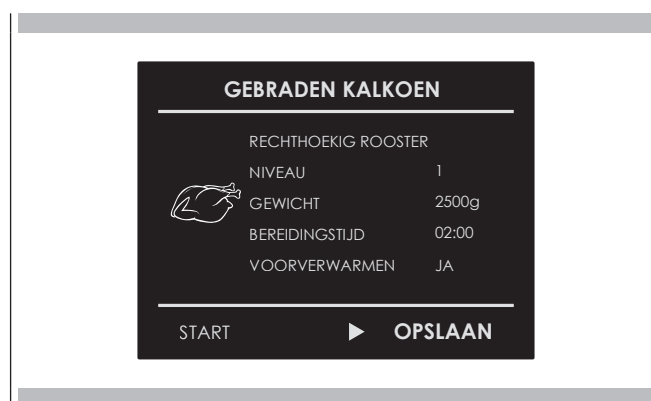 GEBRADEN KALKOEN
RECHTHOEKIG ROOSTER
NIVEAU 1
GEWICHT 2500g
BEREIDINGSTIJD 02:00
VOORVERWARMEN JA
START ▶ OPSLAAN